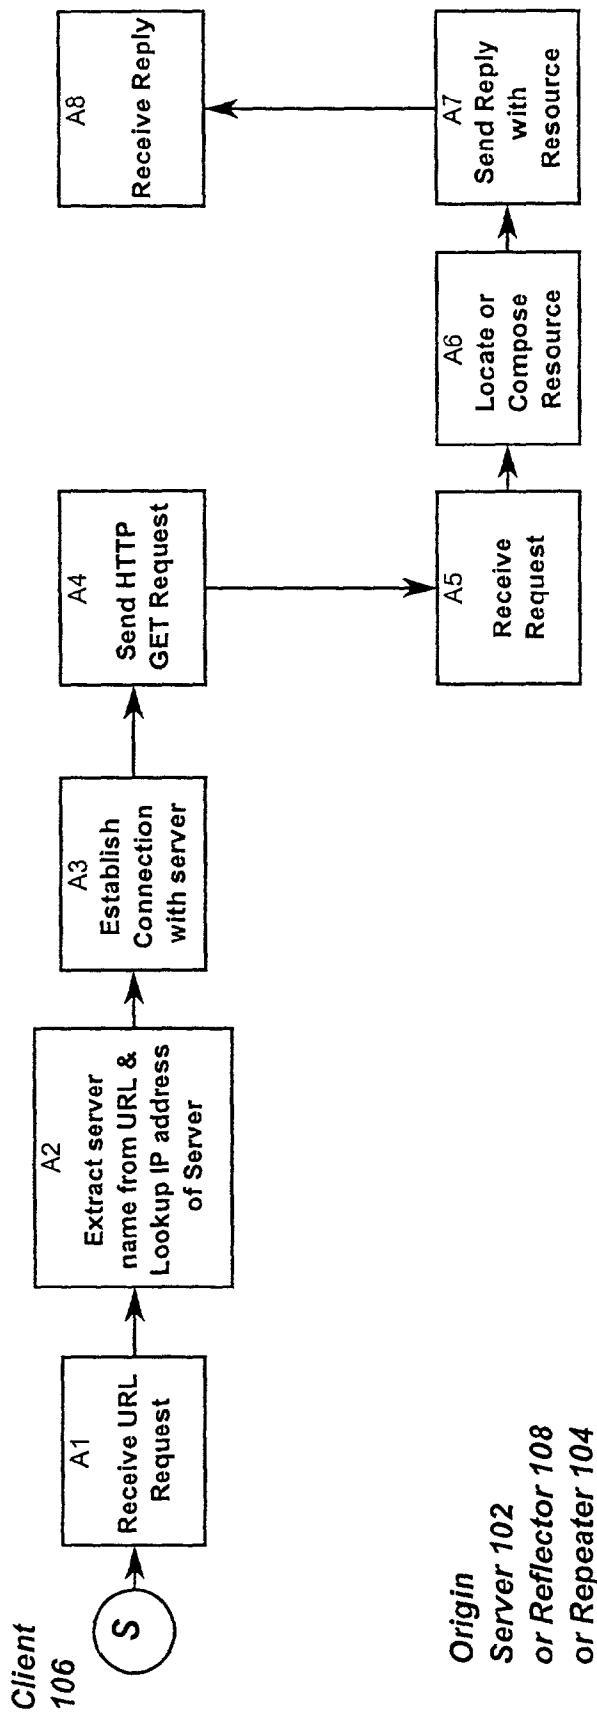 Client
106
S
A1
Receive URL
Request
A2
Extract server
name from URL &
Lookup IP address
of Server
A3
Establish
Connection
with server
A4
Send HTTP
GET Request
A8
Receive Reply
Origin
Server 102
or Reflector 108
or Repeater 104
A5
Receive
Request
A6
Locate or
Compose
Resource
A7
Send Reply
with
Resource